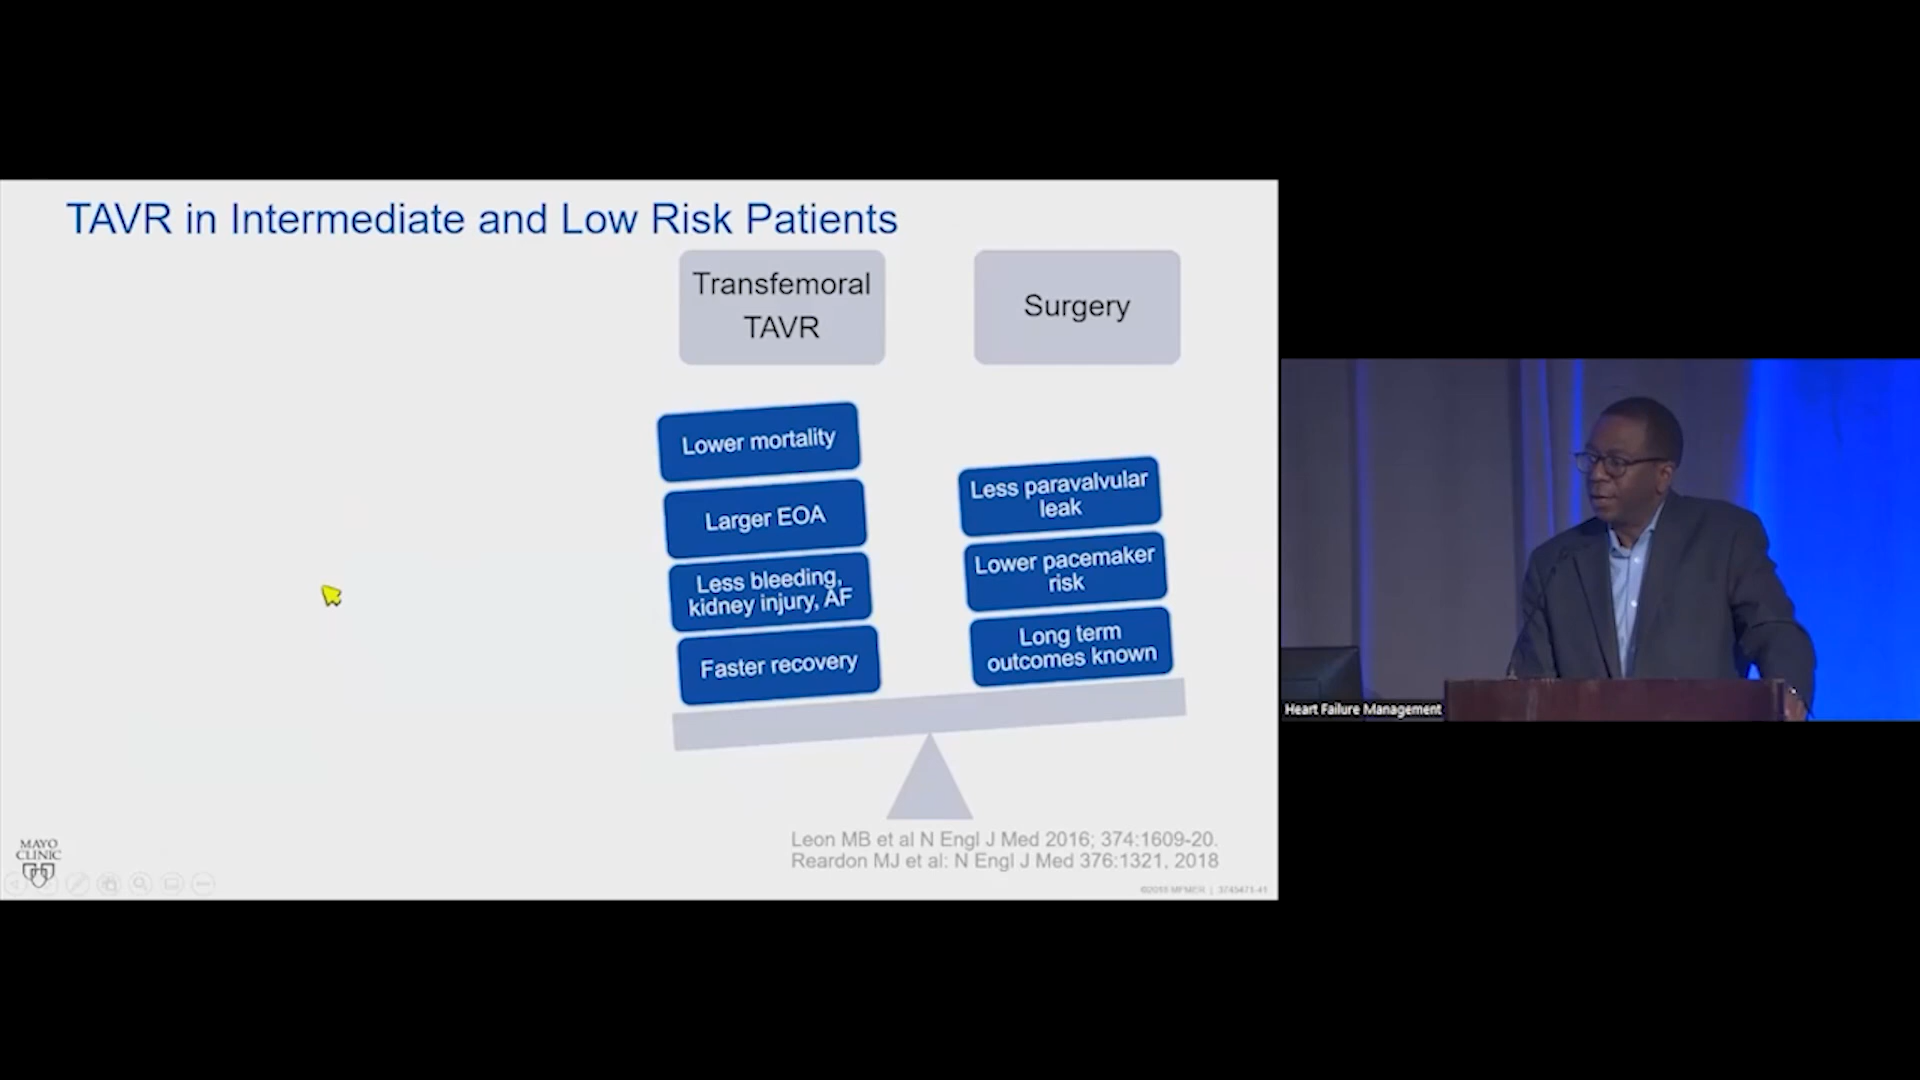 TAVR in Intermediate and Low Risk Patients
Transfemoral
TAVR
Surgery
Lower mortality
Larger EOA
Less bleeding,
kidney injury, AF
Faster recovery
Less paravalvular
leak
Lower pacemaker
risk
Long term
outcomes known
Leon MB et al N Engl J Med 2016; 374:1609-20.
Reardon MJ et al: N Engl J Med 376:1321, 2018
MAYO
CLINIC
Heart Failure Management